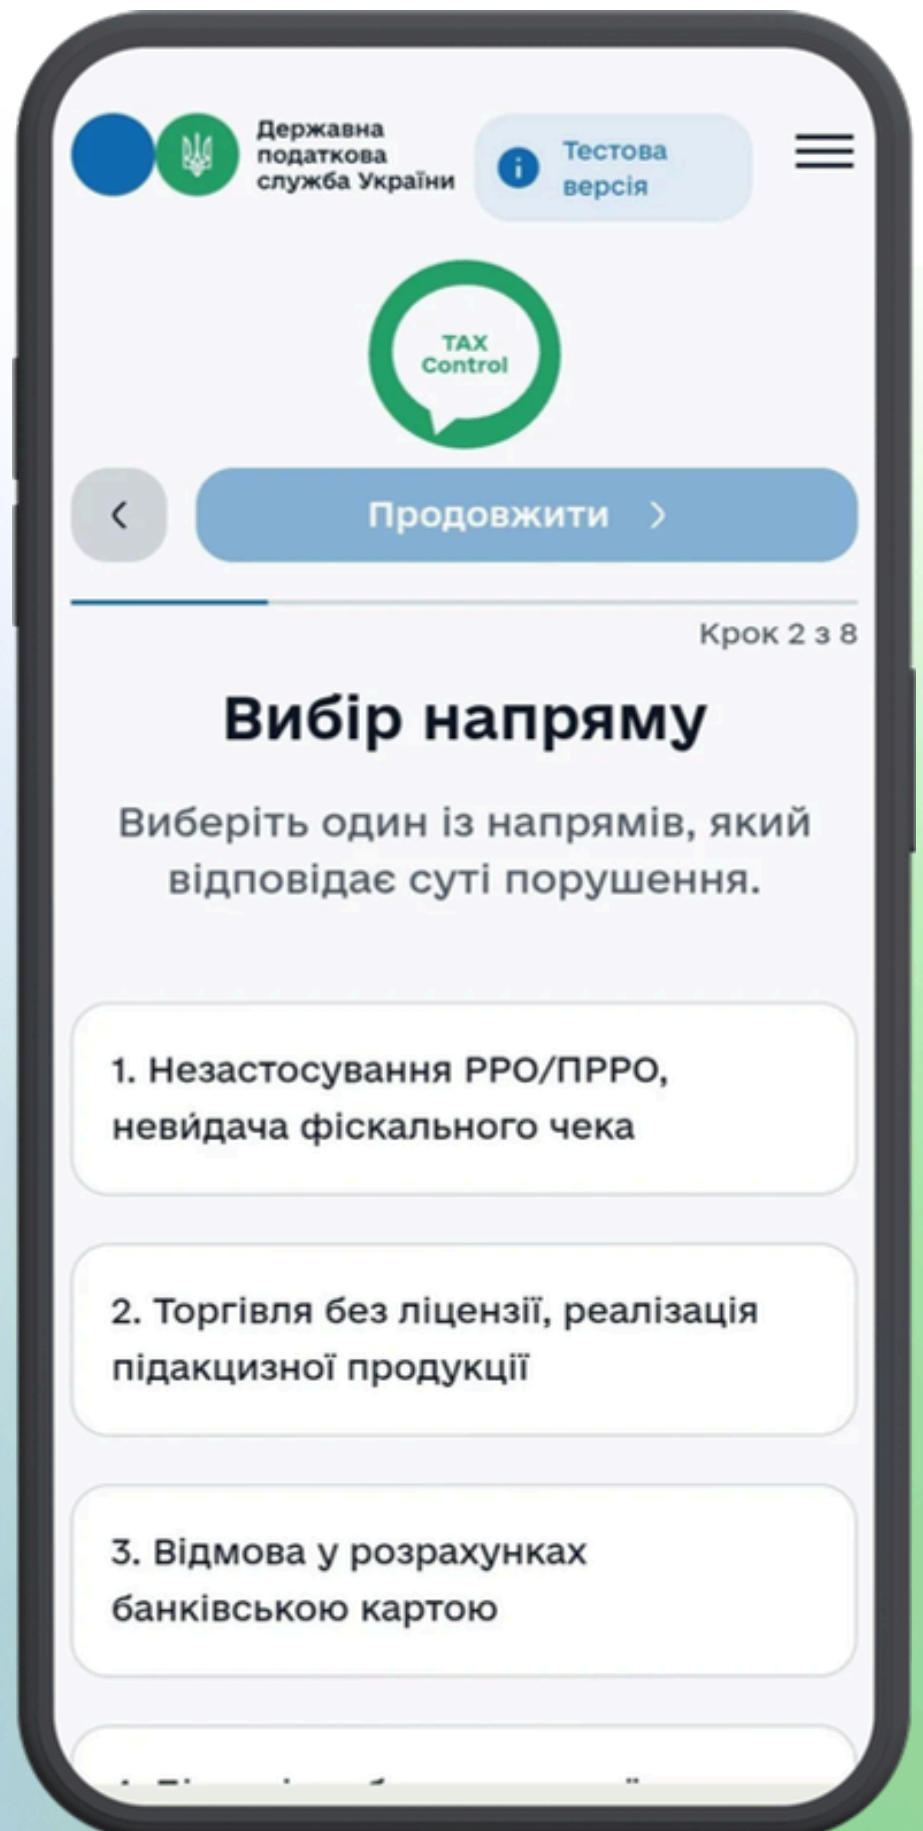 Державна
податкова
служба України
Тестова
версія
TAX
Control
Продовжити
Крок 2 з 8
Вибір напряму
Виберіть один із напрямів, який
відповідає суті порушення.
1. Незастосування РРО/ПРРО,
неви́дача фіскального чека
2. Торгівля без ліцензії, реалізація
підакцизної продукції
3. Відмова у розрахунках
банківською картою